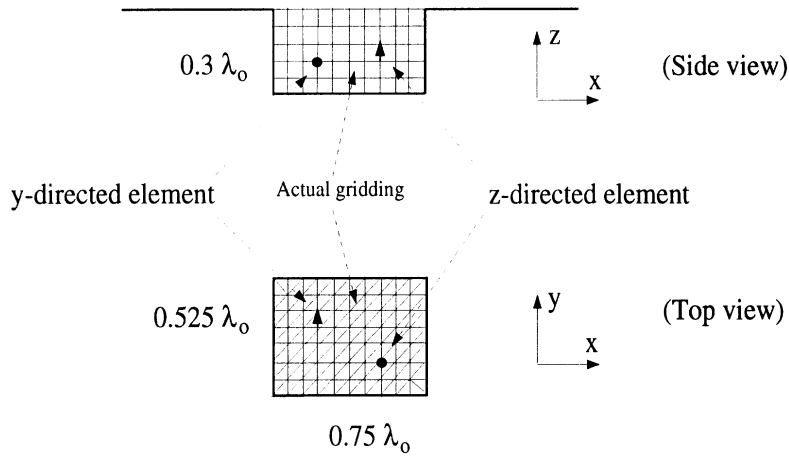 z
0.3 λo
(Side view)
x
y-directed element
Actual gridding
z-directed element
y
0.525 λo
(Top view)
x
0.75 λo